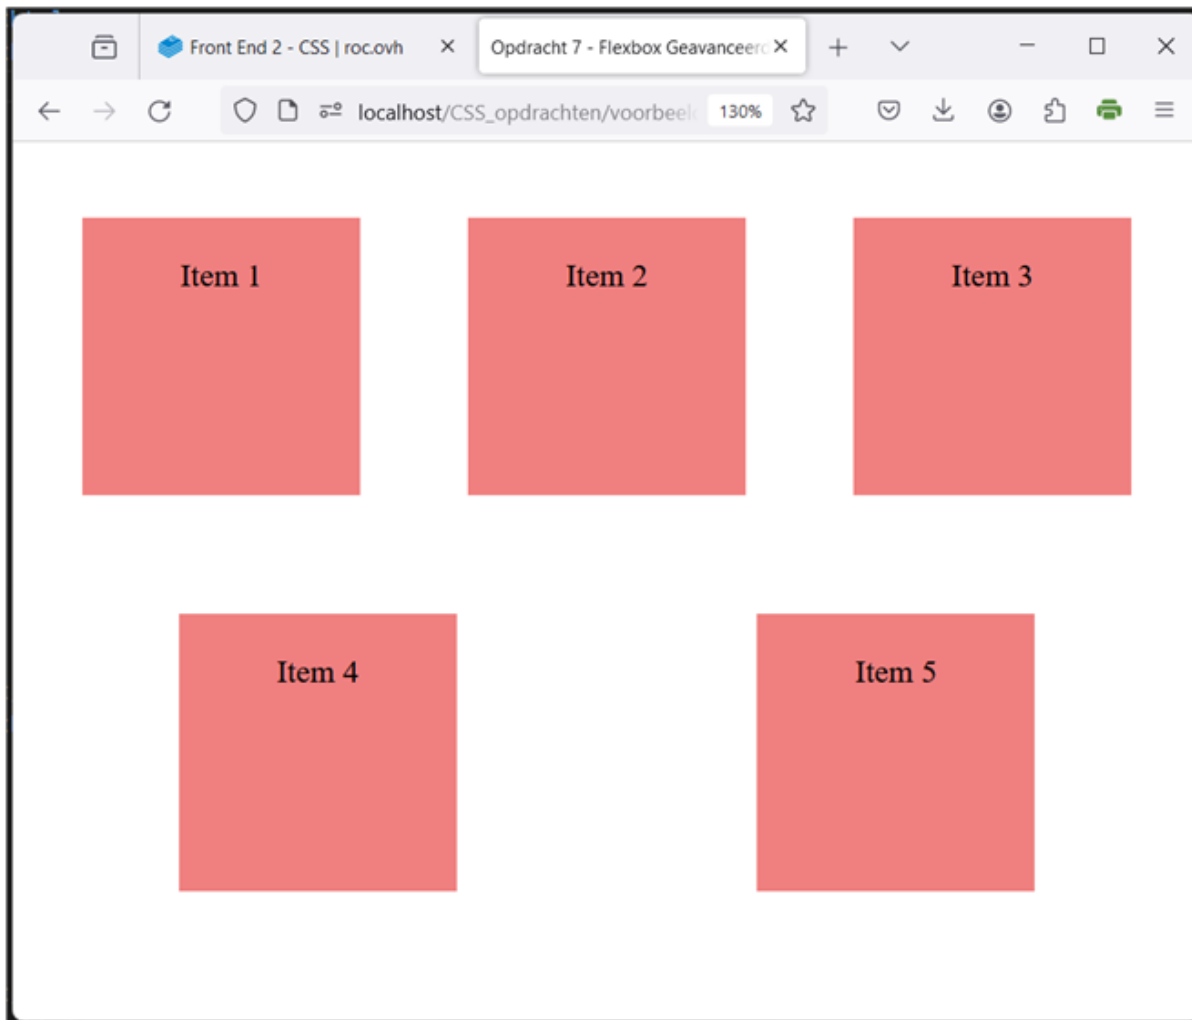 Front End 2 - CSS | roc.ovh
Opdracht 7 - Flexbox Geavanceerd
localhost/CSS_opdrachten/voorbeel
130%
Item 1
Item 2
Item 3
Item 4
Item 5